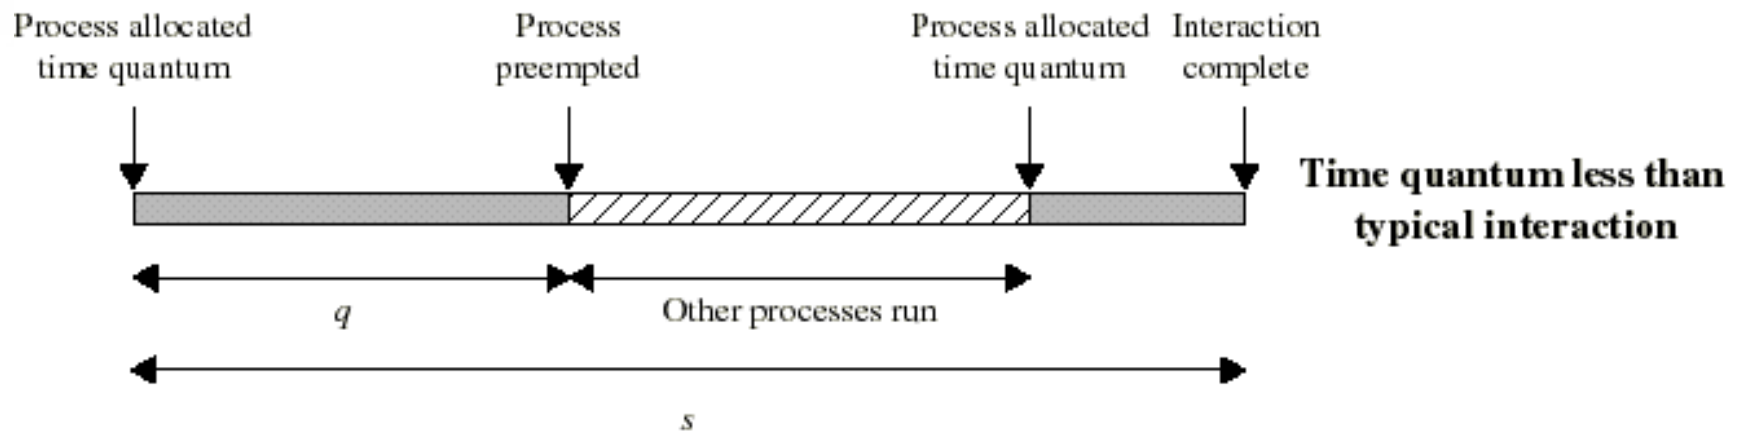 Process allocated
time quantum
Process
preempted
Process allocated
time quantum
Interaction
complete
Time quantum less than
typical interaction
q
Other processes run
s